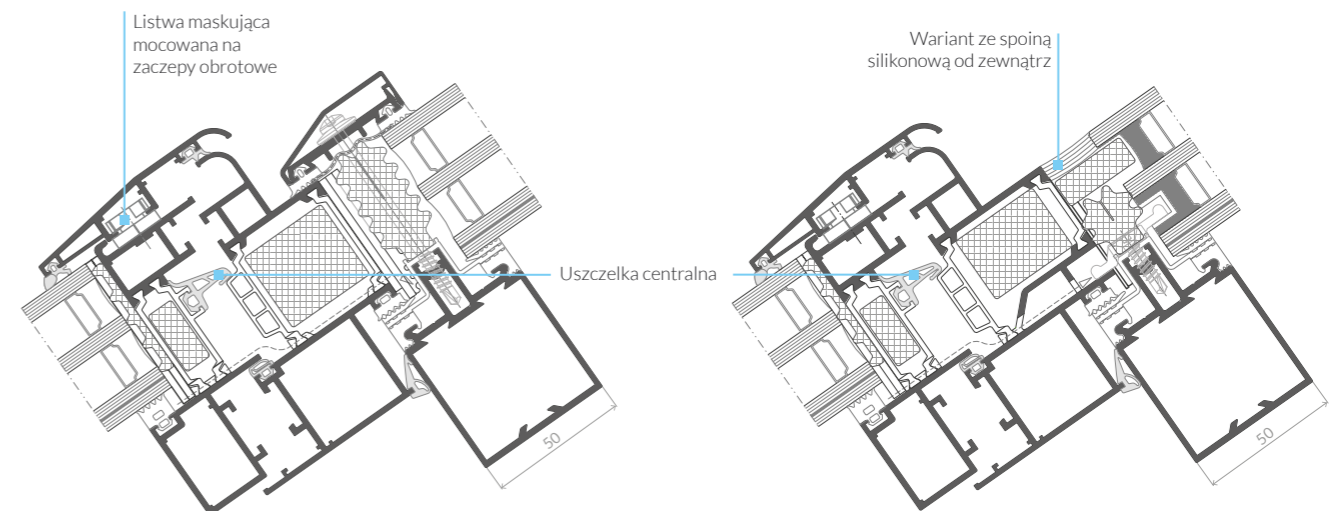 Listwa maskująca
mocowana na
zaczepy obrotowe
Wariant ze spoiną
silikonową od zewnątrz
Uszczelka centralna
50
50